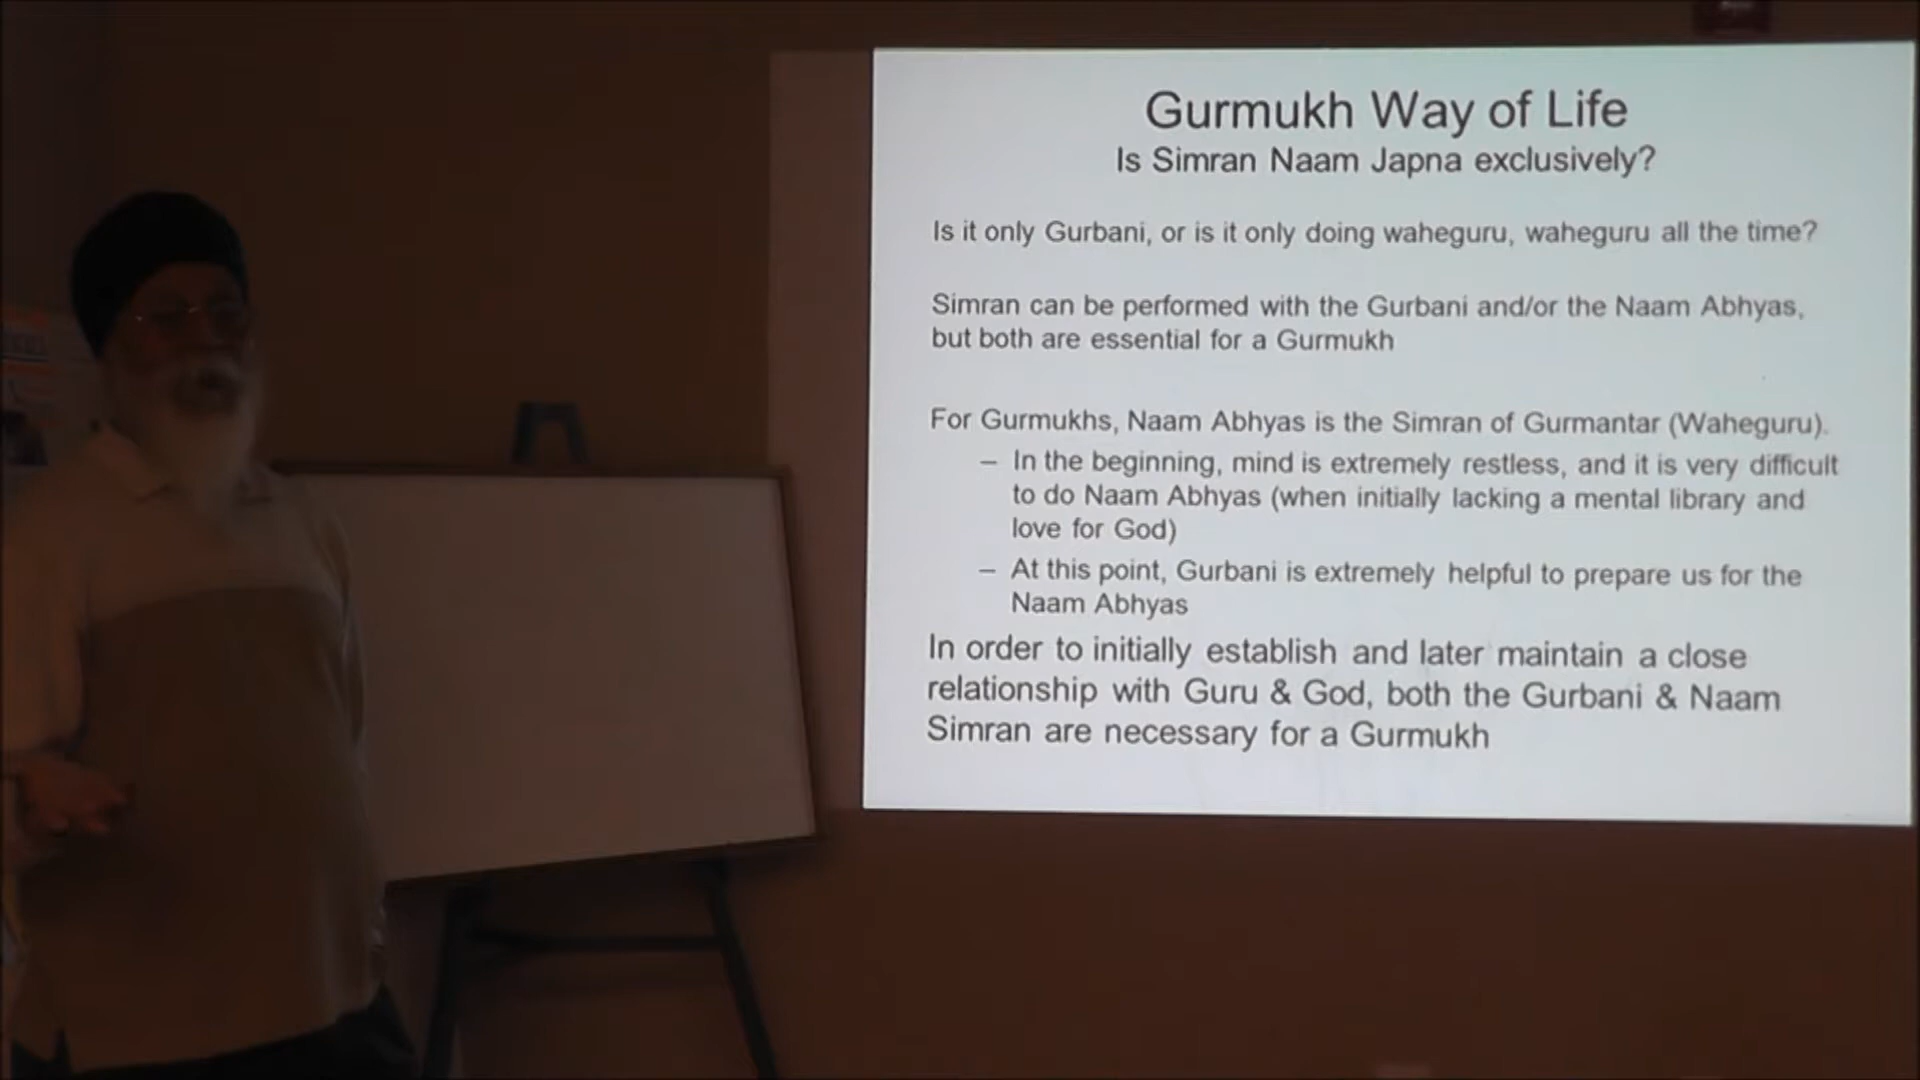 Gurmukh Way of Life
Is Simran Naam Japna exclusively?
Is it only Gurbani, or is it only doing waheguru, waheguru all the time?
Simran can be performed with the Gurbani and/or the Naam Abhyas,
but both are essential for a Gurmukh
For Gurmukhs, Naam Abhyas is the Simran of Gurmantar (Waheguru).
– In the beginning, mind is extremely restless, and it is very difficult
to do Naam Abhyas (when initially lacking a mental library and
love for God)
– At this point, Gurbani is extremely helpful to prepare us for the
Naam Abhyas
In order to initially establish and later maintain a close
relationship with Guru & God, both the Gurbani & Naam
Simran are necessary for a Gurmukh